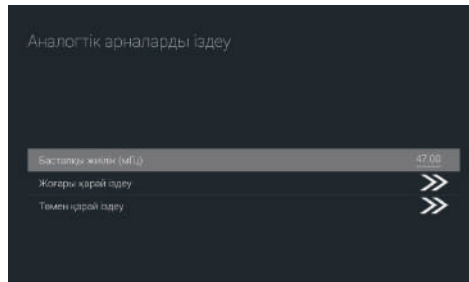 Аналогтік арналарды іздеу
Бастапқы жиілік (мГц)
47.00
Жоғары қарай іздеу
Төмен қарай іздеу